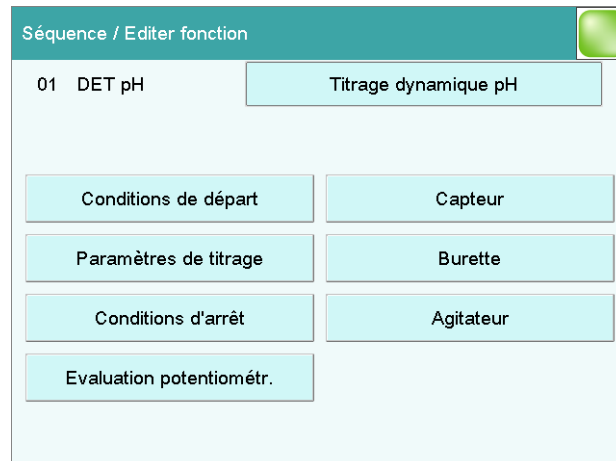 Séquence / Editer fonction
01 DET pH Titrage dynamique pH
Conditions de départ Capteur
Paramètres de titrage Burette
Conditions d'arrêt Agitateur
Evaluation potentiométr.